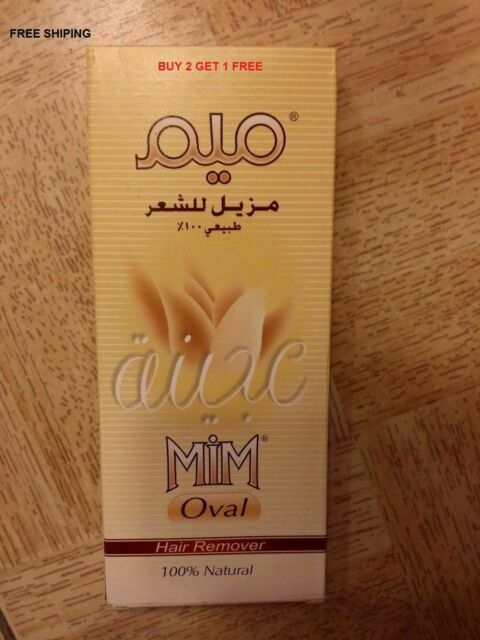 FREE SHIPING
BUY 2 GET 1 FREE
ميم®
مزيل للشعر
طبيعي ١٠٠٪
عجينة
MiM®
Oval
Hair Remover
100% Natural